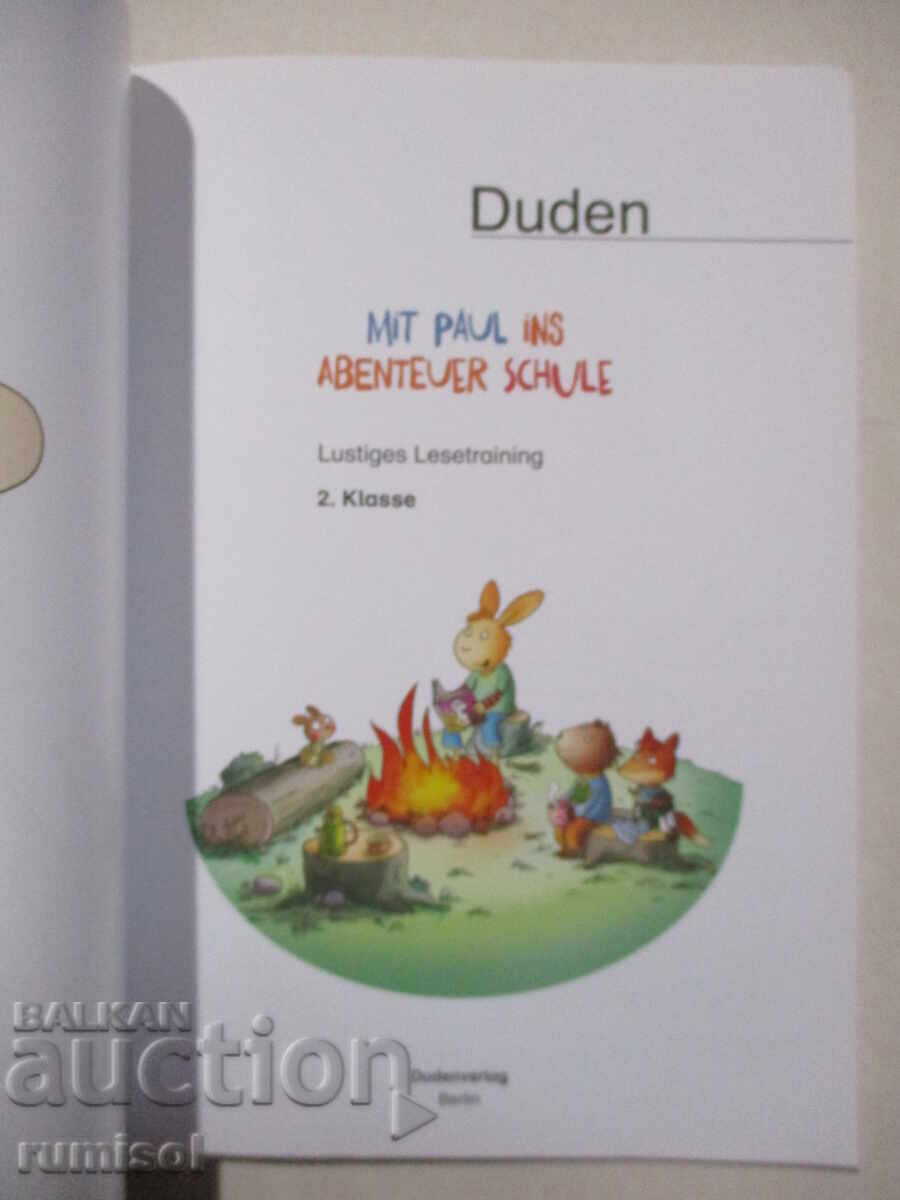 Duden
MIT PAUL INS
ABENTEUER SCHULE
Lustiges Lesetraining
2. Klasse
Dudenverlag
Berlin
BALKAN
auction
rumisol